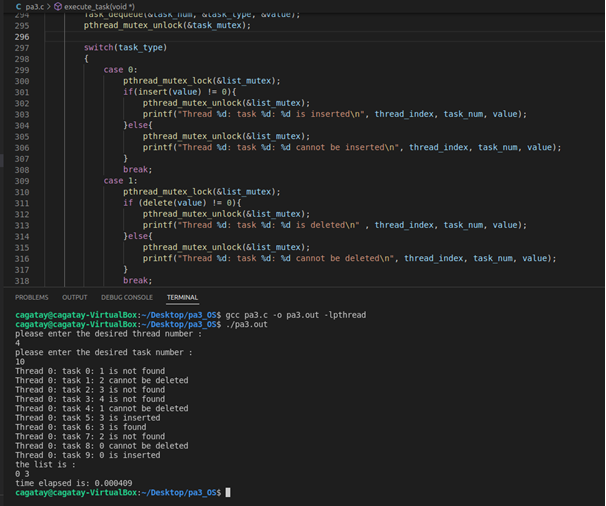 C pa3.c > execute_task(void *)
294 Task_dequeue(&task_num, &task_type, &value);
295 pthread_mutex_unlock(&task_mutex);
296
297 switch(task_type)
298 {
299 case 0:
300 pthread_mutex_lock(&list_mutex);
301 if(insert(value) != 0){
302 pthread_mutex_unlock(&list_mutex);
303 printf("Thread %d: task %d: %d is inserted\n", thread_index, task_num, value);
304 }else{
305 pthread_mutex_unlock(&list_mutex);
306 printf("Thread %d: task %d: %d cannot be inserted\n", thread_index, task_num, value);
307 }
308 break;
309 case 1:
310 pthread_mutex_lock(&list_mutex);
311 if (delete(value) != 0){
312 pthread_mutex_unlock(&list_mutex);
313 printf("Thread %d: task %d: %d is deleted\n" , thread_index, task_num, value);
314 }else{
315 pthread_mutex_unlock(&list_mutex);
316 printf("Thread %d: task %d: %d cannot be deleted\n", thread_index, task_num, value);
317 }
318 break;
PROBLEMS OUTPUT DEBUG CONSOLE TERMINAL
cagatay@cagatay-VirtualBox:~/Desktop/pa3_OS$ gcc pa3.c -o pa3.out -lpthread
cagatay@cagatay-VirtualBox:~/Desktop/pa3_OS$ ./pa3.out
please enter the desired thread number :
4
please enter the desired task number :
10
Thread 0: task 0: 1 is not found
Thread 0: task 1: 2 cannot be deleted
Thread 0: task 2: 3 is not found
Thread 0: task 3: 4 is not found
Thread 0: task 4: 1 cannot be deleted
Thread 0: task 5: 3 is inserted
Thread 0: task 6: 3 is found
Thread 0: task 7: 2 is not found
Thread 0: task 8: 0 cannot be deleted
Thread 0: task 9: 0 is inserted
the list is :
0 3
time elapsed is: 0.000409
cagatay@cagatay-VirtualBox:~/Desktop/pa3_OS$